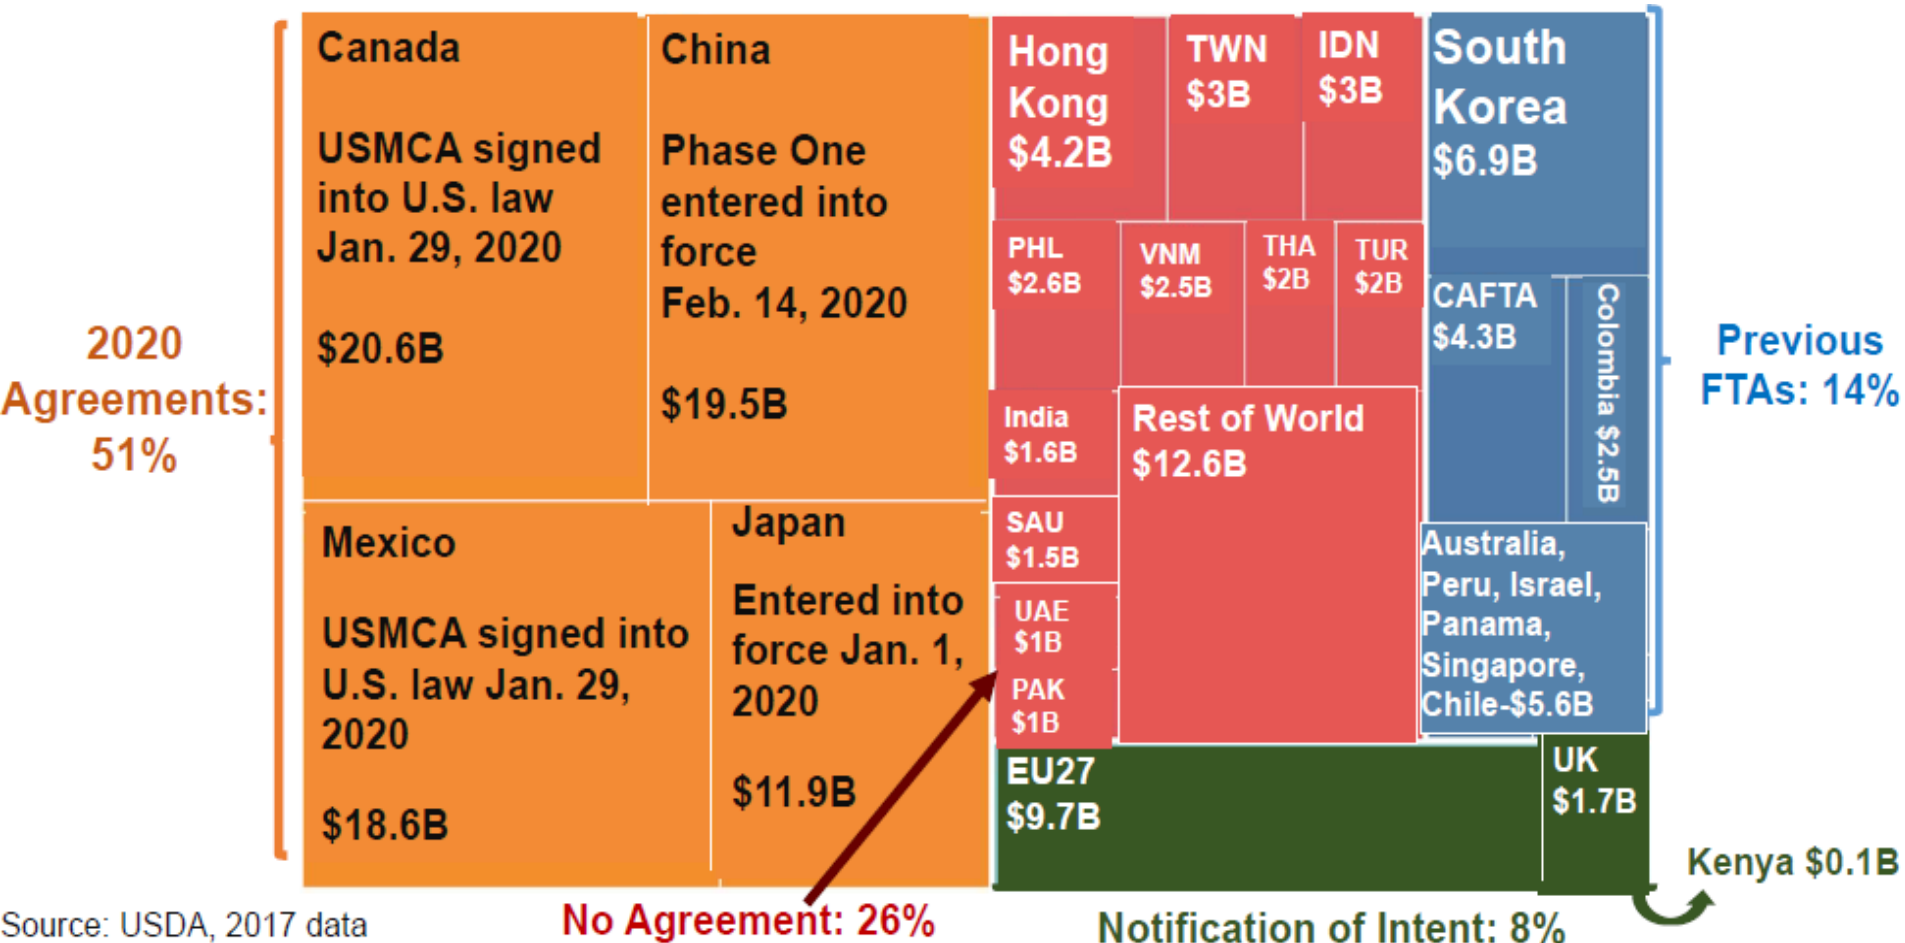 2020
Agreements:
51%
Canada
USMCA signed
into U.S. law
Jan. 29, 2020
$20.6B
China
Phase One
entered into
force
Feb. 14, 2020
$19.5B
Mexico
USMCA signed into
U.S. law Jan. 29,
2020
$18.6B
Japan
Entered into
force Jan. 1,
2020
$11.9B
Hong
Kong
$4.2B
TWN
$3B
IDN
$3B
PHL
$2.6B
VNM
$2.5B
THA
$2B
TUR
$2B
India
$1.6B
SAU
$1.5B
UAE
$1B
PAK
$1B
Rest of World
$12.6B
South
Korea
$6.9B
CAFTA
$4.3B
Colombia $2.5B
Australia,
Peru, Israel,
Panama,
Singapore,
Chile-$5.6B
Previous
FTAs: 14%
EU27
$9.7B
UK
$1.7B
Kenya $0.1B
Source: USDA, 2017 data
No Agreement: 26%
Notification of Intent: 8%